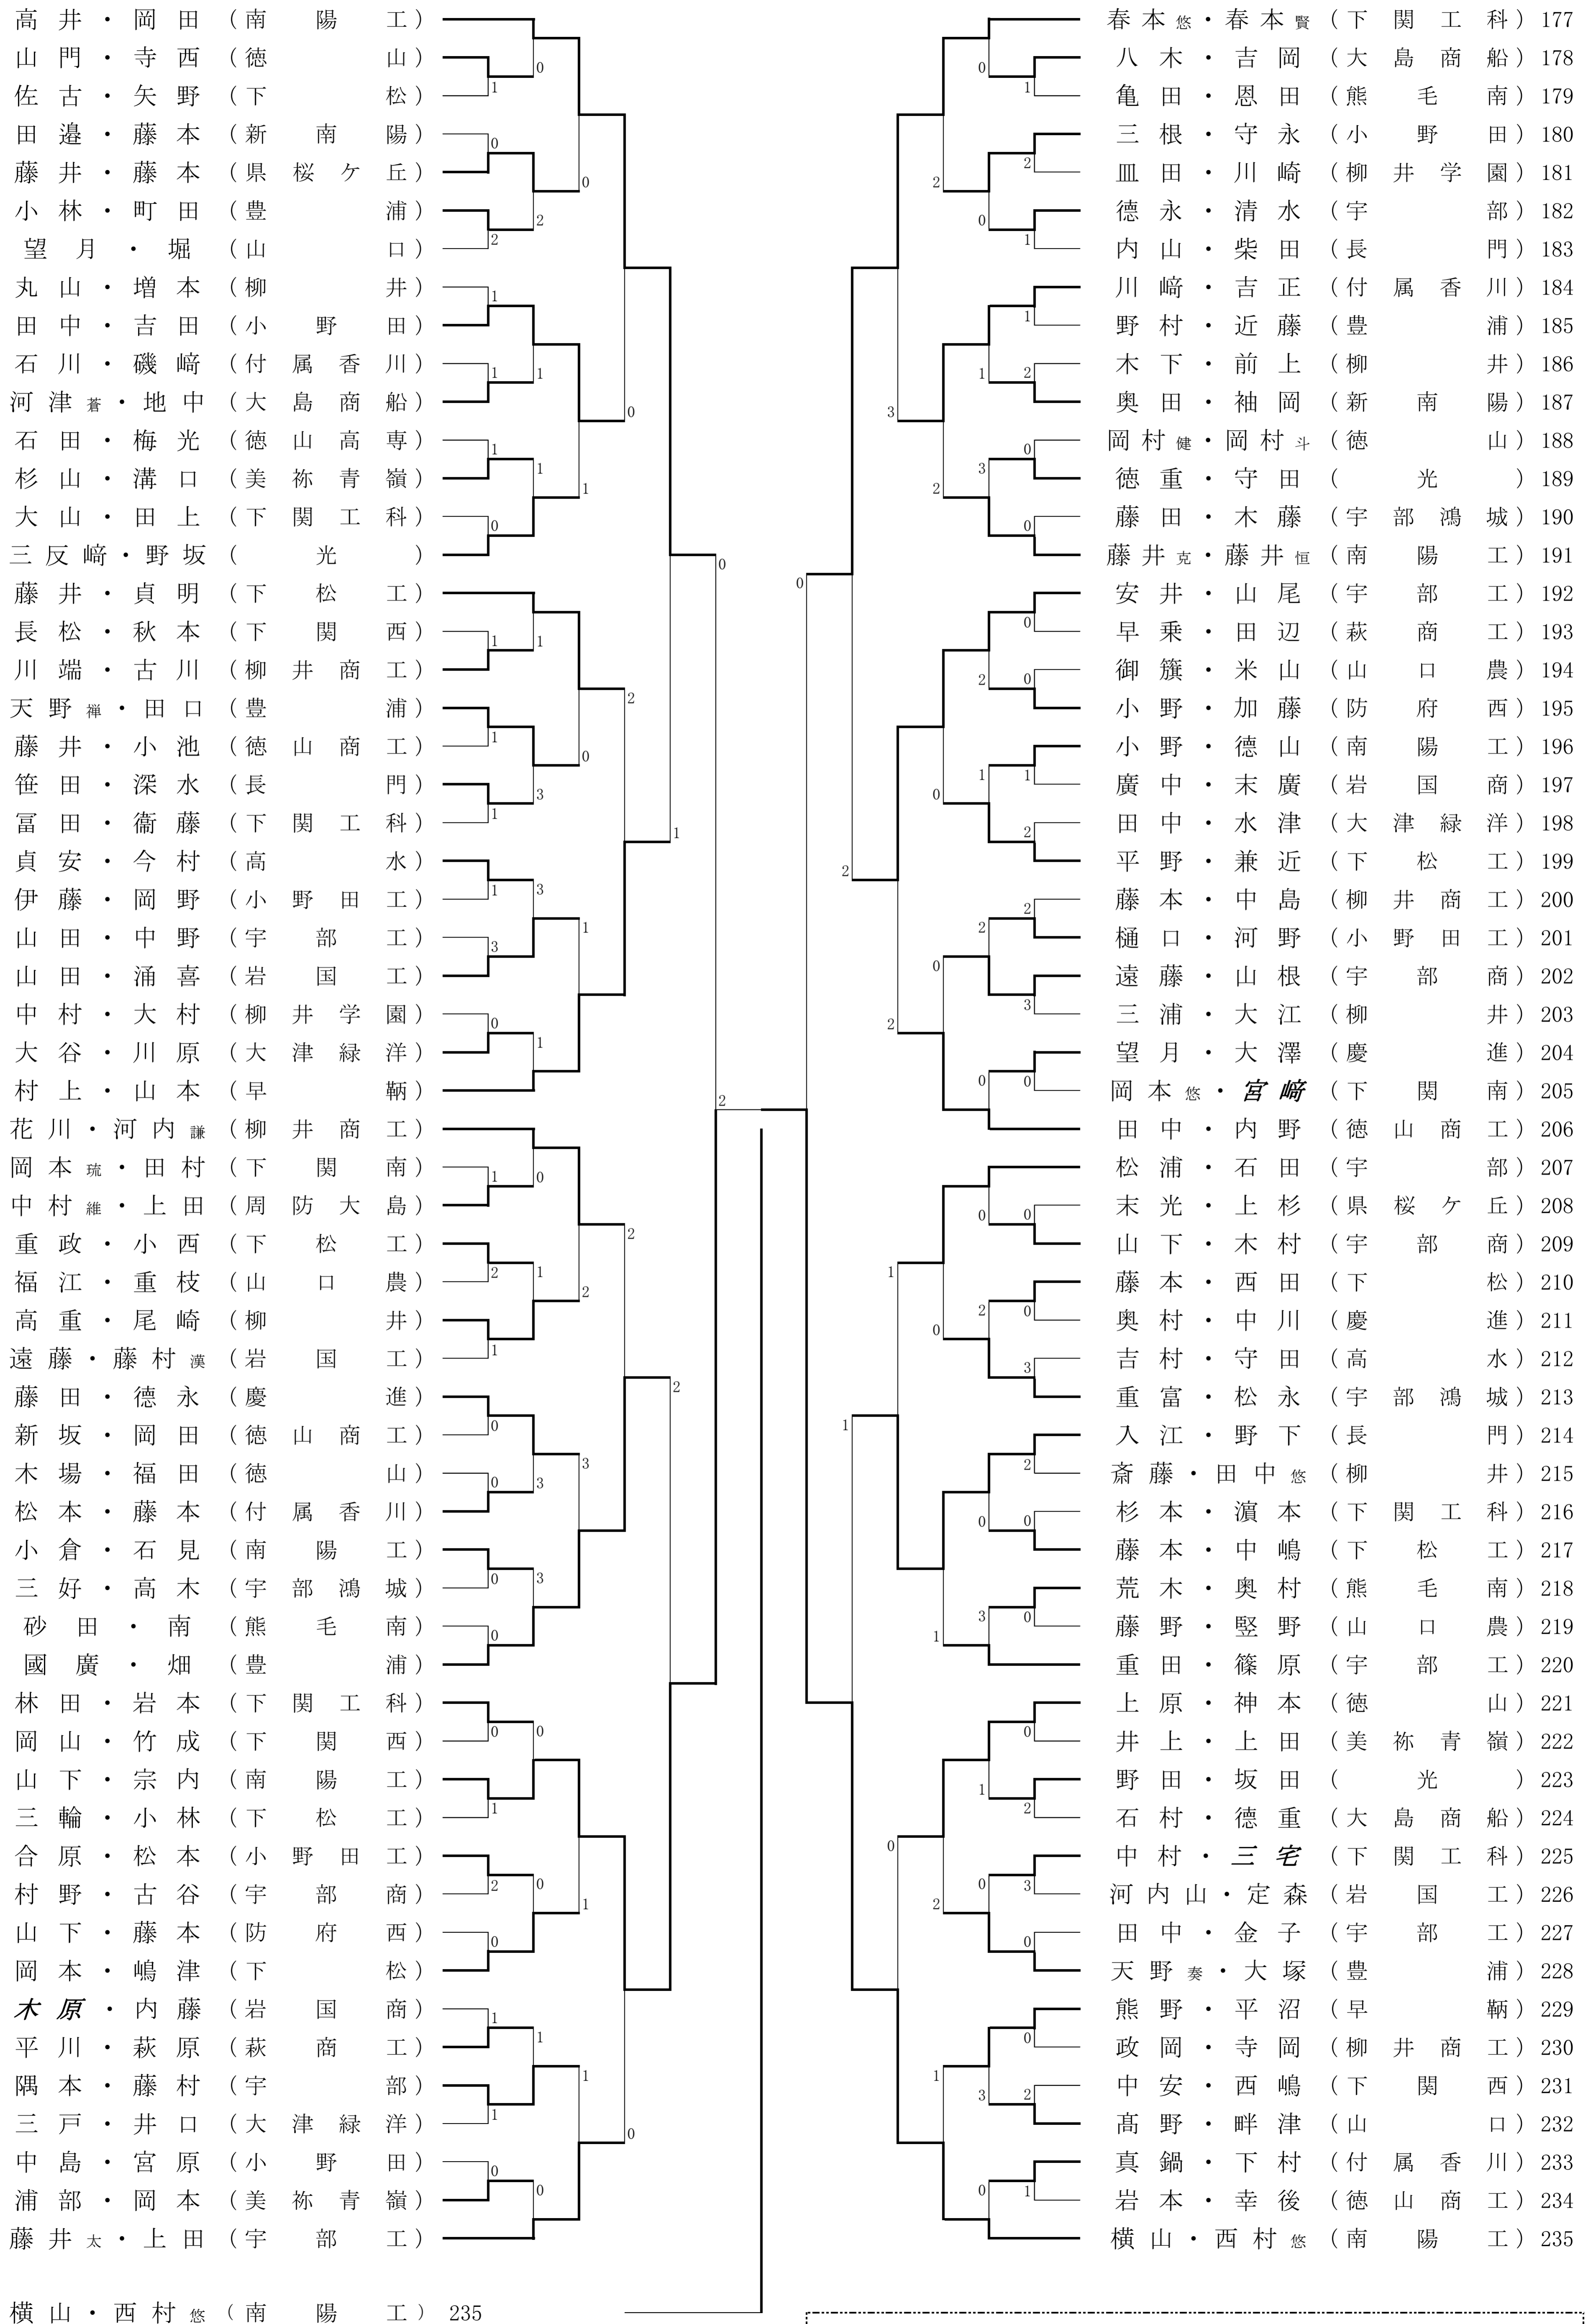 高井・岡田（南陽工）
山門・寺西（徳山）
佐古・矢野（下松）
田邉・藤本（新南陽）
藤井・藤本（県桜ケ丘）
小林・町田（豊浦）
望月・堀（山口）
丸山・増本（柳井）
田中・吉田（小野田）
石川・磯﨑（付属香川）
河津蒼・地中（大島商船）
石田・梅光（徳山高専）
杉山・溝口（美祢青嶺）
大山・田上（下関工科）
三反﨑・野坂（光）
藤井・貞明（下松工）
長松・秋本（下関西）
川端・古川（柳井商工）
天野禅・田口（豊浦）
藤井・小池（徳山商工）
笹田・深水（長門）
冨田・衞藤（下関工科）
貞安・今村（高水）
伊藤・岡野（小野田工）
山田・中野（宇部工）
山田・涌喜（岩国工）
中村・大村（柳井学園）
大谷・川原（大津緑洋）
村上・山本（早鞆）
花川・河内謙（柳井商工）
岡本琉・田村（下関南）
中村維・上田（周防大島）
重政・小西（下松工）
福江・重枝（山口農）
高重・尾崎（柳井）
遠藤・藤村漢（岩国工）
藤田・德永（慶進）
新坂・岡田（徳山商工）
木場・福田（徳山）
松本・藤本（付属香川）
小倉・石見（南陽工）
三好・高木（宇部鴻城）
砂田・南（熊毛南）
國廣・畑（豊浦）
林田・岩本（下関工科）
岡山・竹成（下関西）
山下・宗内（南陽工）
三輪・小林（下松工）
合原・松本（小野田工）
村野・古谷（宇部商）
山下・藤本（防府西）
岡本・嶋津（下松）
木原・内藤（岩国商）
平川・萩原（萩商工）
隅本・藤村（宇部）
三戸・井口（大津緑洋）
中島・宮原（小野田）
浦部・岡本（美祢青嶺）
藤井太・上田（宇部工）
横山・西村悠（南陽工）235
春本悠・春本賢（下関工科）177
八木・吉岡（大島商船）178
亀田・恩田（熊毛南）179
三根・守永（小野田）180
皿田・川崎（柳井学園）181
德永・清水（宇部）182
内山・柴田（長門）183
川﨑・吉正（付属香川）184
野村・近藤（豊浦）185
木下・前上（柳井）186
奥田・袖岡（新南陽）187
岡村健・岡村斗（徳山）188
徳重・守田（光）189
藤田・木藤（宇部鴻城）190
藤井克・藤井恒（南陽工）191
安井・山尾（宇部工）192
早乗・田辺（萩商工）193
御簱・米山（山口農）194
小野・加藤（防府西）195
小野・德山（南陽工）196
廣中・末廣（岩国商）197
田中・水津（大津緑洋）198
平野・兼近（下松工）199
藤本・中島（柳井商工）200
樋口・河野（小野田工）201
遠藤・山根（宇部商）202
三浦・大江（柳井）203
望月・大澤（慶進）204
岡本悠・宮﨑（下関南）205
田中・内野（徳山商工）206
松浦・石田（宇部）207
末光・上杉（県桜ケ丘）208
山下・木村（宇部商）209
藤本・西田（下松）210
奥村・中川（慶進）211
吉村・守田（高水）212
重富・松永（宇部鴻城）213
入江・野下（長門）214
斎藤・田中悠（柳井）215
杉本・濵本（下関工科）216
藤本・中嶋（下松工）217
荒木・奥村（熊毛南）218
藤野・堅野（山口農）219
重田・篠原（宇部工）220
上原・神本（徳山）221
井上・上田（美祢青嶺）222
野田・坂田（光）223
石村・德重（大島商船）224
中村・三宅（下関工科）225
河内山・定森（岩国工）226
田中・金子（宇部工）227
天野奏・大塚（豊浦）228
熊野・平沼（早鞆）229
政岡・寺岡（柳井商工）230
中安・西嶋（下関西）231
髙野・畔津（山口）232
真鍋・下村（付属香川）233
岩本・幸後（徳山商工）234
横山・西村悠（南陽工）235